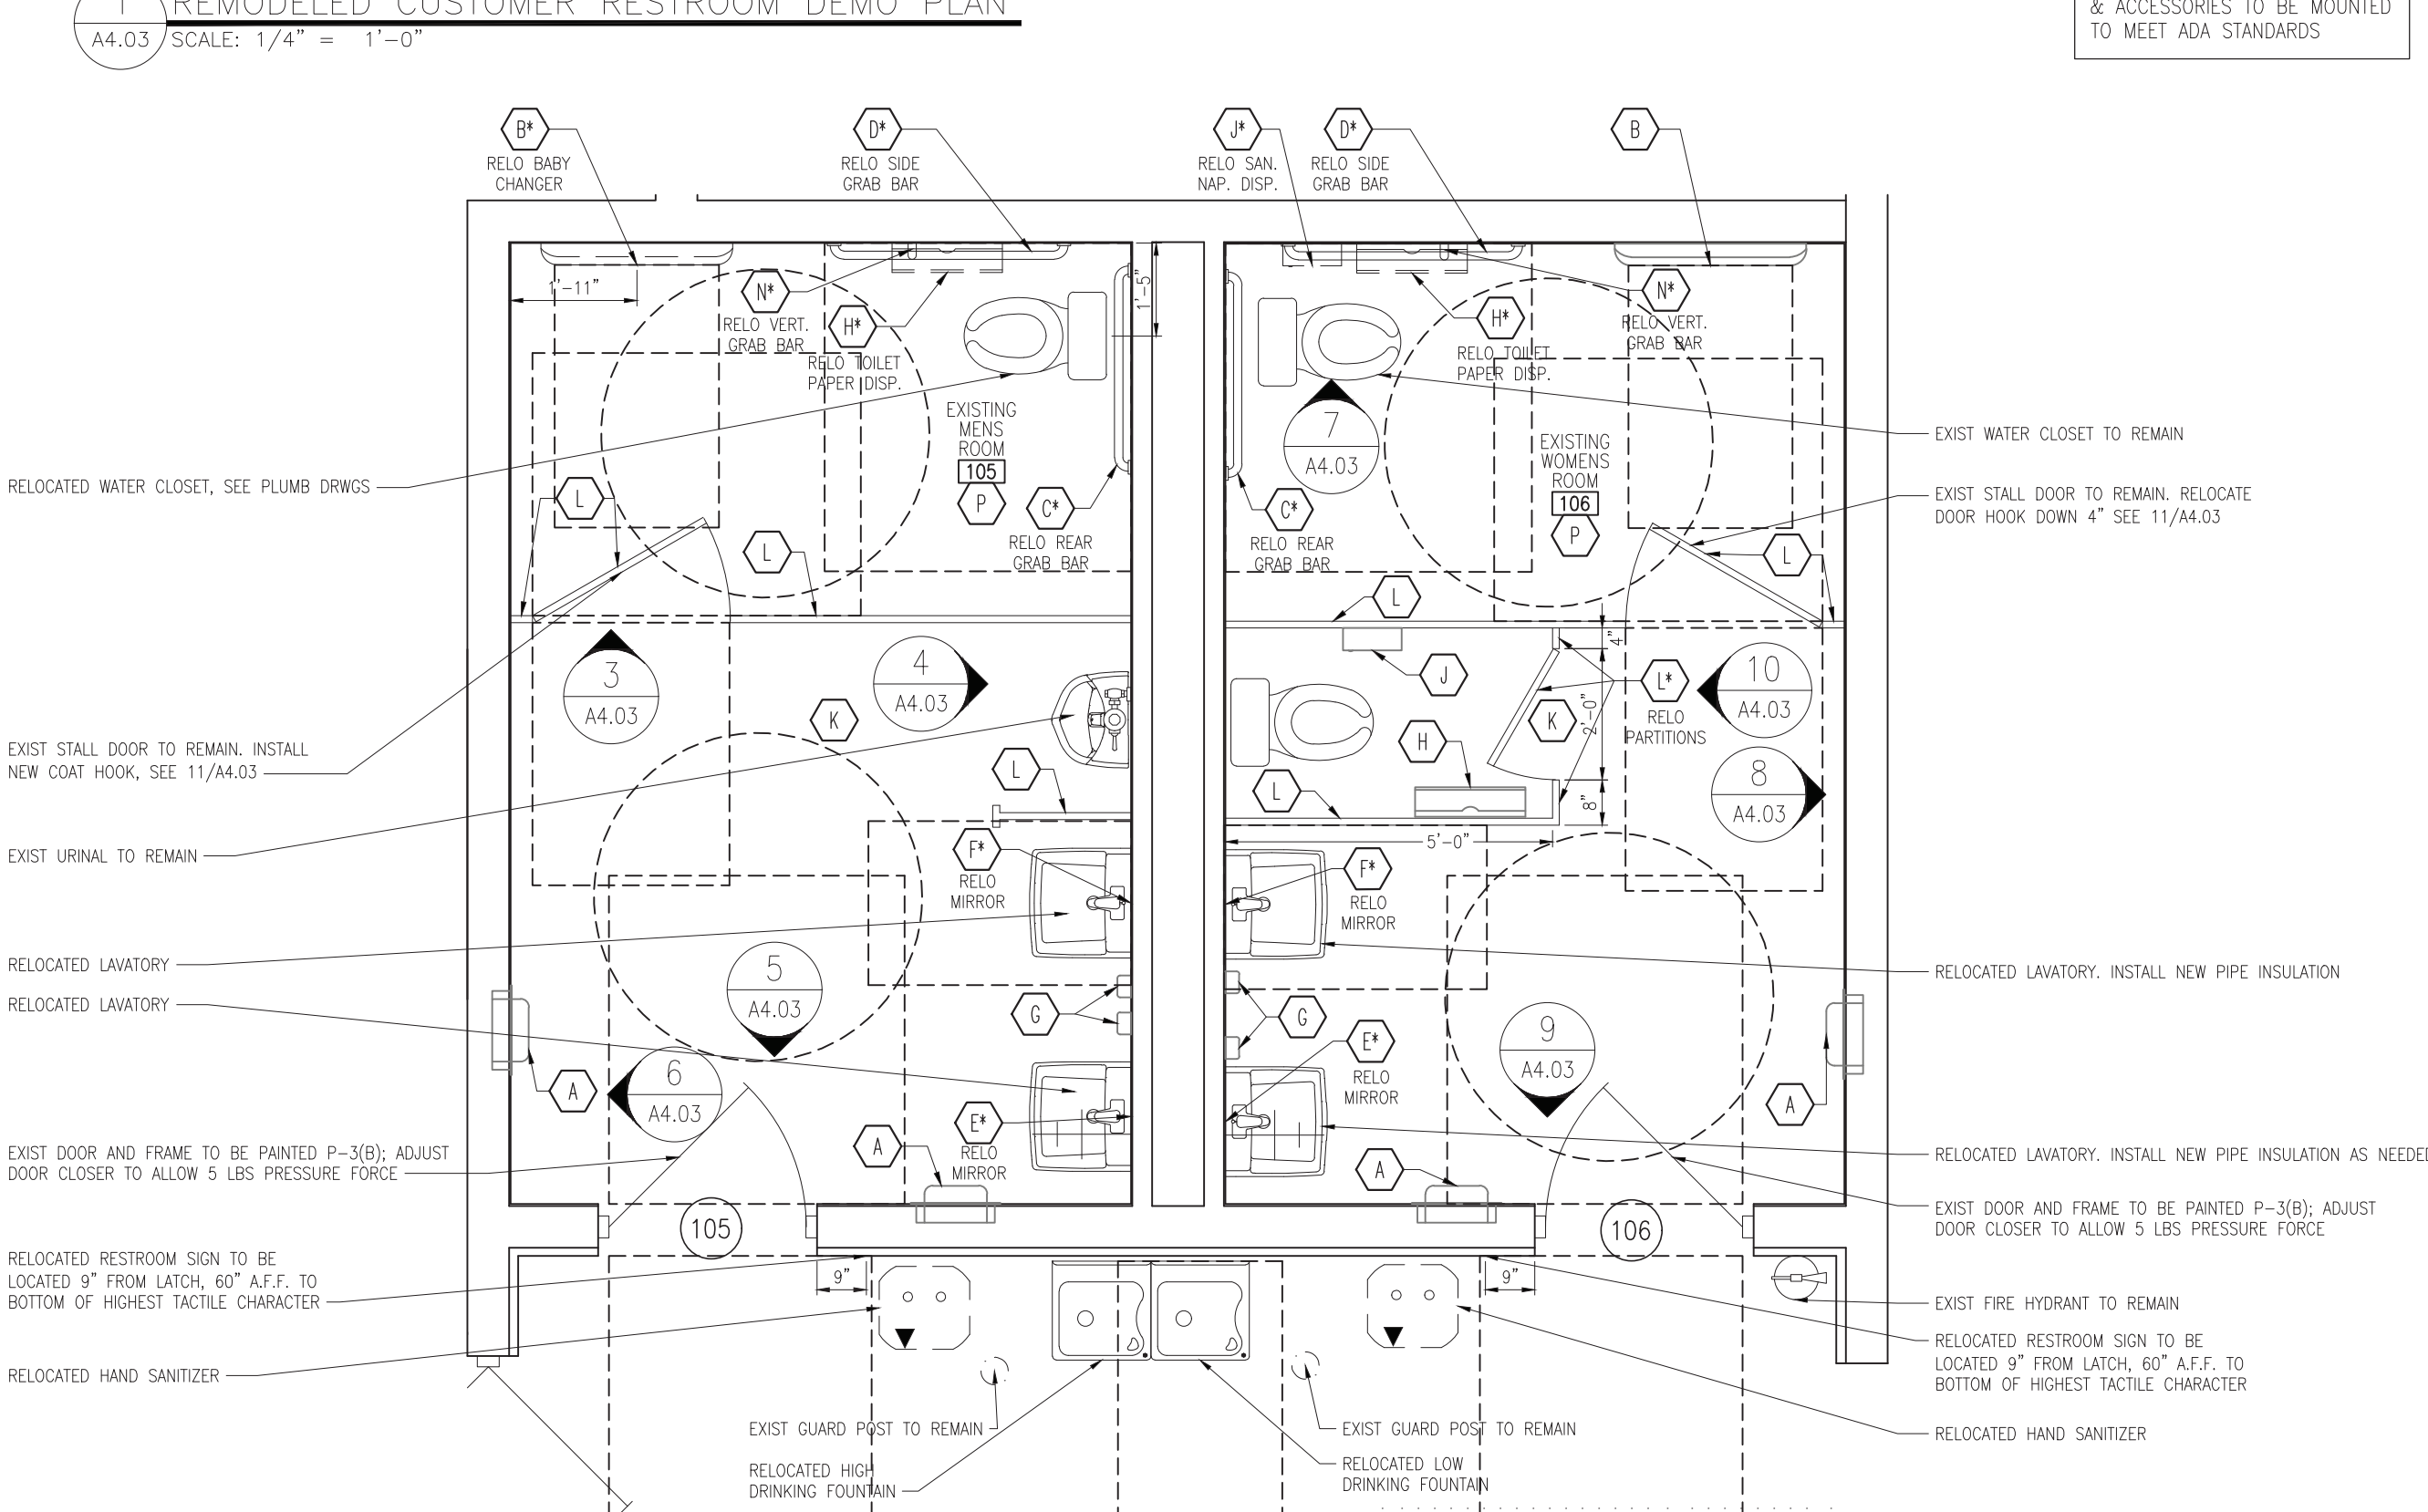 1
REMODELED CUSTOMER RESTROOM DEMO PLAN
A4.03
SCALE: 1/4" = 1'-0"
& ACCESSORIES TO BE MOUNTED
TO MEET ADA STANDARDS
B*
RELO BABY
CHANGER
D*
RELO SIDE
GRAB BAR
J*
RELO SAN.
NAP. DISP.
D*
RELO SIDE
GRAB BAR
B
1'-11"
N*
RELO VERT.
GRAB BAR
H*
RELO TOILET
PAPER DISP.
1'-5"
H*
RELO TOILET
PAPER DISP.
N*
RELO VERT.
GRAB BAR
EXISTING
MENS
ROOM
105
P
C*
RELO REAR
GRAB BAR
7
A4.03
C*
RELO REAR
GRAB BAR
EXISTING
WOMENS
ROOM
106
P
EXIST WATER CLOSET TO REMAIN
RELOCATED WATER CLOSET, SEE PLUMB DRWGS
EXIST STALL DOOR TO REMAIN. RELOCATE
DOOR HOOK DOWN 4" SEE 11/A4.03
L
L
L
L
3
A4.03
4
A4.03
K
J
4"
2'-0"
8"
K
L*
RELO
PARTITIONS
10
A4.03
8
A4.03
EXIST STALL DOOR TO REMAIN. INSTALL
NEW COAT HOOK, SEE 11/A4.03
L
H
L
5'-0"
EXIST URINAL TO REMAIN
F*
RELO
MIRROR
F*
RELO
MIRROR
RELOCATED LAVATORY
RELOCATED LAVATORY. INSTALL NEW PIPE INSULATION
RELOCATED LAVATORY
5
A4.03
G
G
9
A4.03
E*
RELO
MIRROR
A
6
A4.03
A
E*
RELO
MIRROR
A
A
EXIST DOOR AND FRAME TO BE PAINTED P-3(B); ADJUST
DOOR CLOSER TO ALLOW 5 LBS PRESSURE FORCE
RELOCATED LAVATORY. INSTALL NEW PIPE INSULATION AS NEEDED
EXIST DOOR AND FRAME TO BE PAINTED P-3(B); ADJUST
DOOR CLOSER TO ALLOW 5 LBS PRESSURE FORCE
105
106
RELOCATED RESTROOM SIGN TO BE
LOCATED 9" FROM LATCH, 60" A.F.F. TO
BOTTOM OF HIGHEST TACTILE CHARACTER
9"
9"
EXIST FIRE HYDRANT TO REMAIN
RELOCATED RESTROOM SIGN TO BE
LOCATED 9" FROM LATCH, 60" A.F.F. TO
BOTTOM OF HIGHEST TACTILE CHARACTER
RELOCATED HAND SANITIZER
EXIST GUARD POST TO REMAIN
EXIST GUARD POST TO REMAIN
RELOCATED HAND SANITIZER
RELOCATED HIGH
DRINKING FOUNTAIN
RELOCATED LOW
DRINKING FOUNTAIN